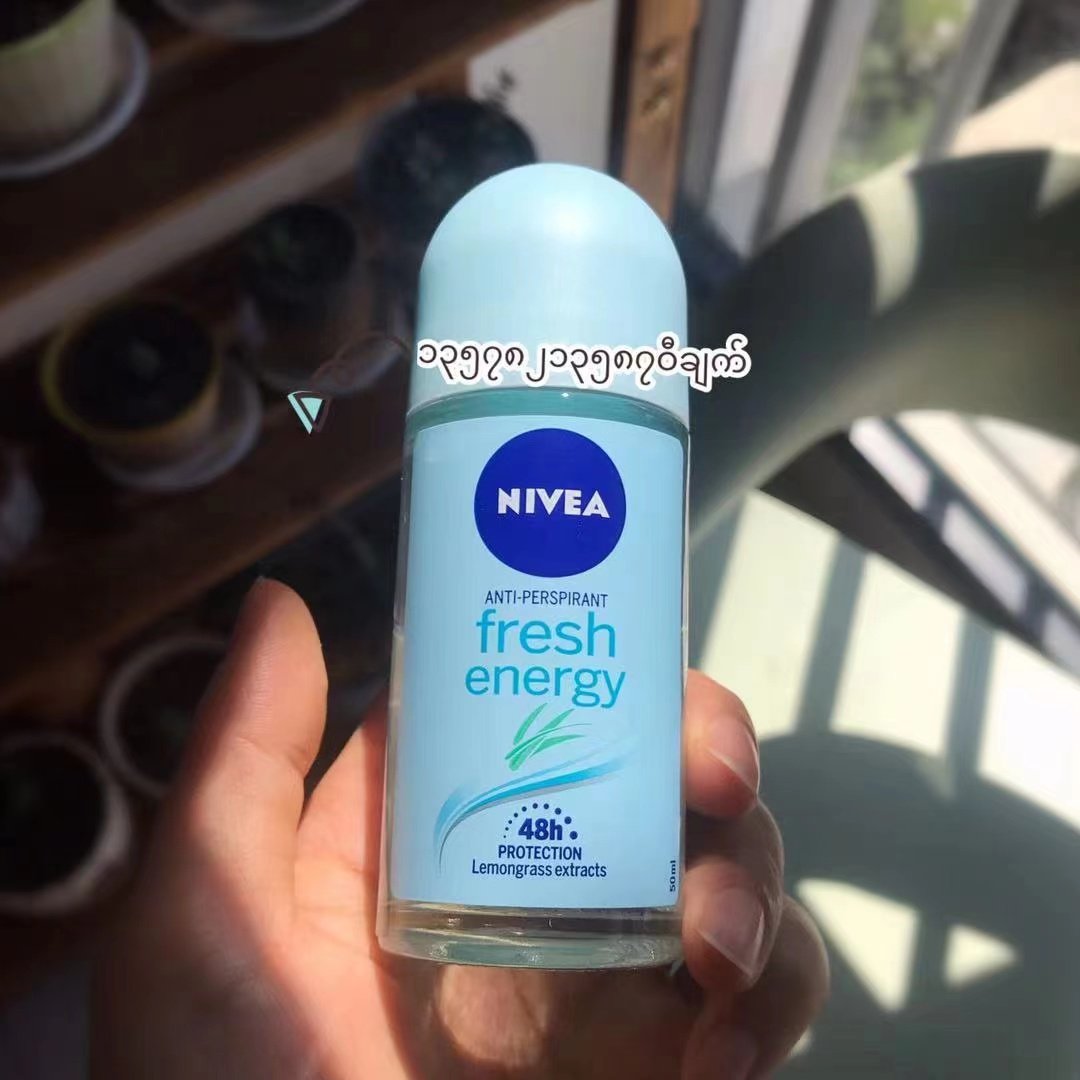 ၁၃၅၇၈၂၁၃၅၈၇ဝီချက်
NIVEA
ANTI-PERSPIRANT
fresh
energy
48h
PROTECTION
Lemongrass extracts
50ml